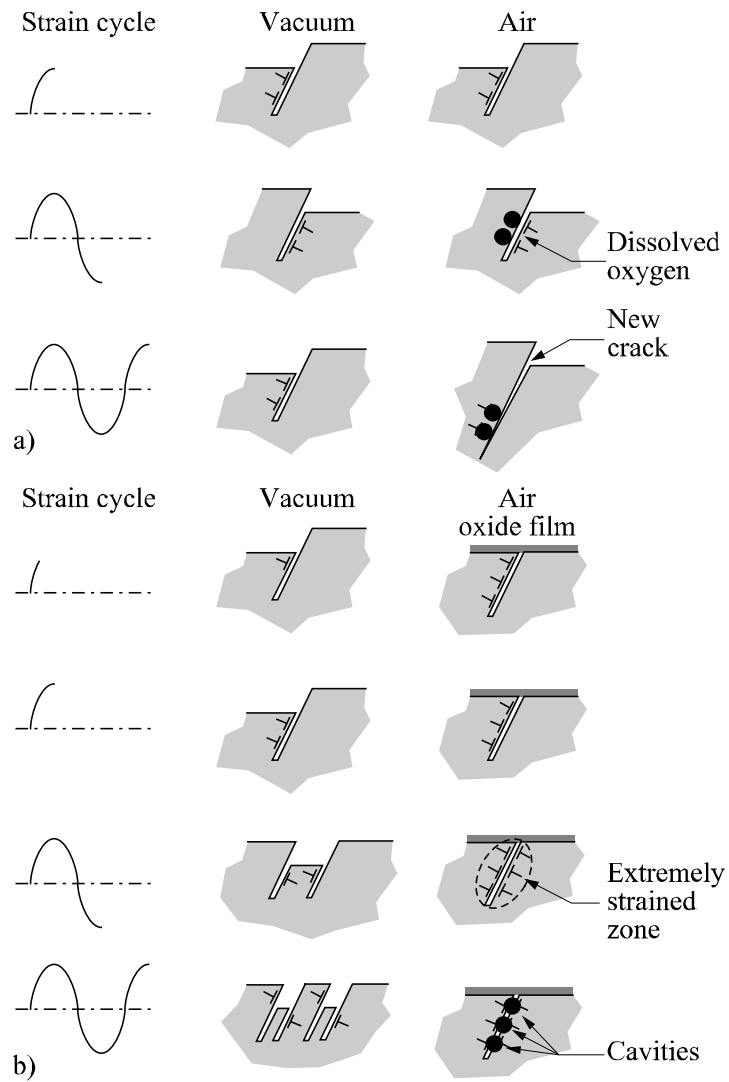 Strain cycle Vacuum Air
Dissolved
oxygen
New
crack
a)
Strain cycle Vacuum Air
oxide film
Extremely
strained
zone
Cavities
b)